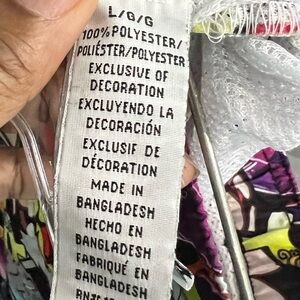 L/G/G
100% POLYESTER/
POLIÉSTER/POLYESTER
EXCLUSIVE OF
DECORATION
EXCLUYENDO LA
DECORACIÓN
EXCLUSIF DE
DÉCORATION
MADE IN
BANGLADESH
HECHO EN
BANGLADESH
FABRIQUÉ EN
BANGLADESH